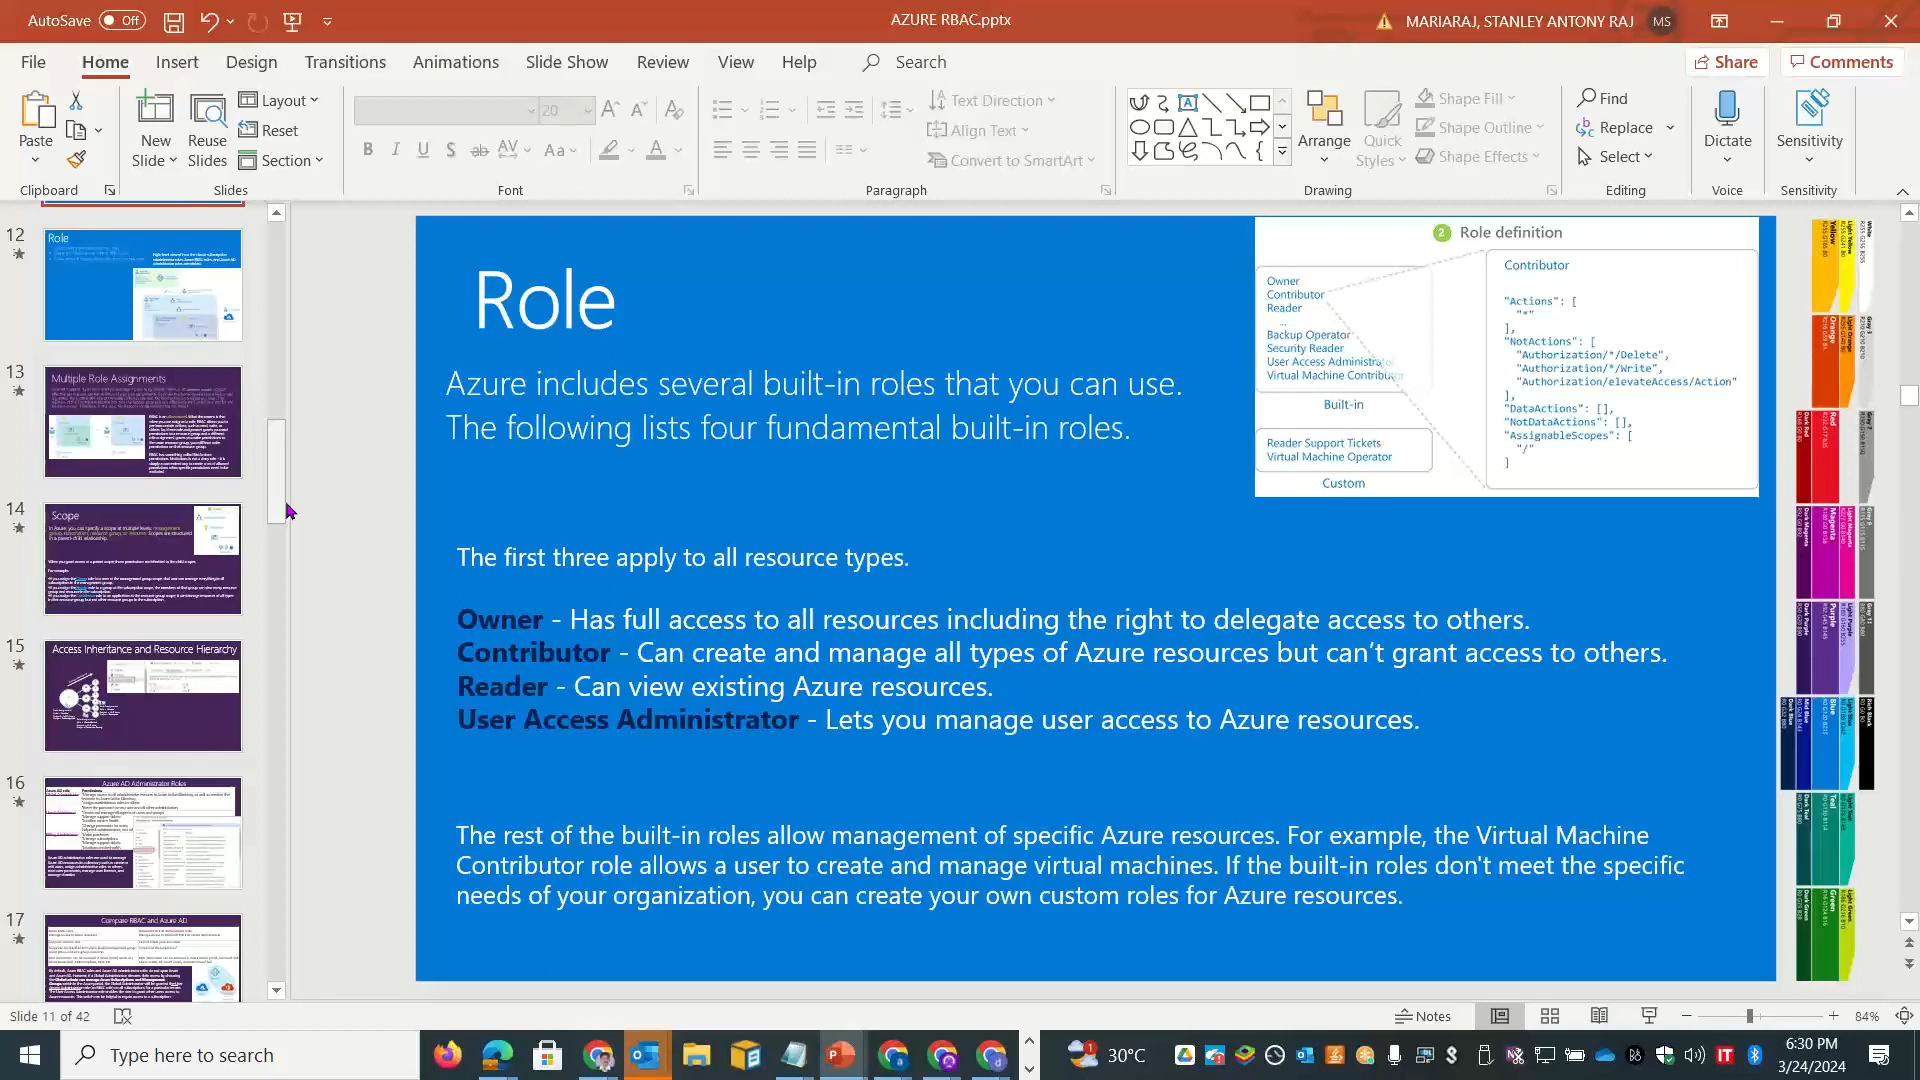 AutoSave Off
AZURE RBAC.pptx
MARIARAJ, STANLEY ANTONY RAJ MS
File Home Insert Design Transitions Animations Slide Show Review View Help Search
Share Comments
Paste
Clipboard
New Slide
Reuse Slides
Layout
Reset
Section
Slides
20
Font
Text Direction
Align Text
Convert to SmartArt
Paragraph
Arrange
Quick Styles
Shape Fill
Shape Outline
Shape Effects
Drawing
Find
Replace
Select
Editing
Dictate
Voice
Sensitivity
Sensitivity
12
Role
13
Multiple Role Assignments
14
Scope
15
Access Inheritance and Resource Hierarchy
16
Azure AD Administrator Roles
17
Compare RBAC and Azure AD
Role
Azure includes several built-in roles that you can use.
The following lists four fundamental built-in roles.
2 Role definition
Owner
Contributor
Reader
...
Backup Operator
Security Reader
User Access Administrator
Virtual Machine Contributor
Built-in
Reader Support Tickets
Virtual Machine Operator
Custom
Contributor
"Actions": [
"*"
],
"NotActions": [
"Authorization/*/Delete",
"Authorization/*/Write",
"Authorization/elevateAccess/Action"
],
"DataActions": [],
"NotDataActions": [],
"AssignableScopes": [
"/"
]
The first three apply to all resource types.
Owner - Has full access to all resources including the right to delegate access to others.
Contributor - Can create and manage all types of Azure resources but can’t grant access to others.
Reader - Can view existing Azure resources.
User Access Administrator - Lets you manage user access to Azure resources.
The rest of the built-in roles allow management of specific Azure resources. For example, the Virtual Machine
Contributor role allows a user to create and manage virtual machines. If the built-in roles don't meet the specific
needs of your organization, you can create your own custom roles for Azure resources.
Slide 11 of 42
Notes
84%
Type here to search
30°C
6:30 PM
3/24/2024